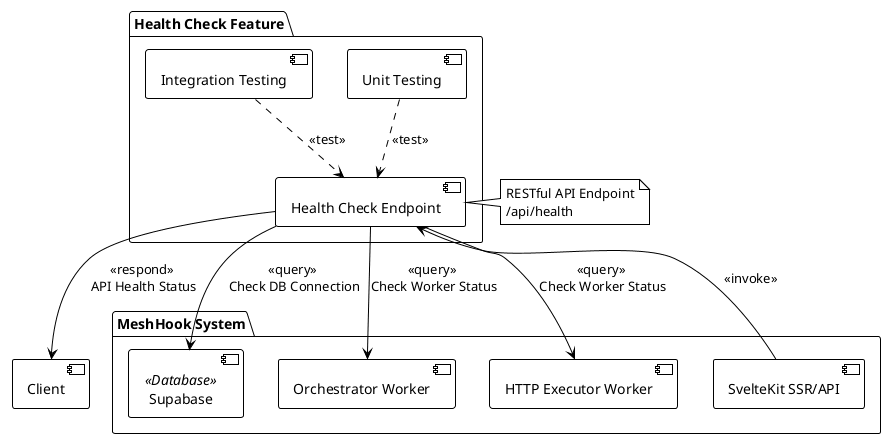 Health Check Feature
Integration Testing
Unit Testing
«test»
«test»
Health Check Endpoint
RESTful API Endpoint
/api/health
«respond»
API Health Status
«query»
Check DB Connection
«query»
Check Worker Status
«query»
Check Worker Status
«invoke»
MeshHook System
Client
«Database»
Supabase
Orchestrator Worker
HTTP Executor Worker
SvelteKit SSR/API